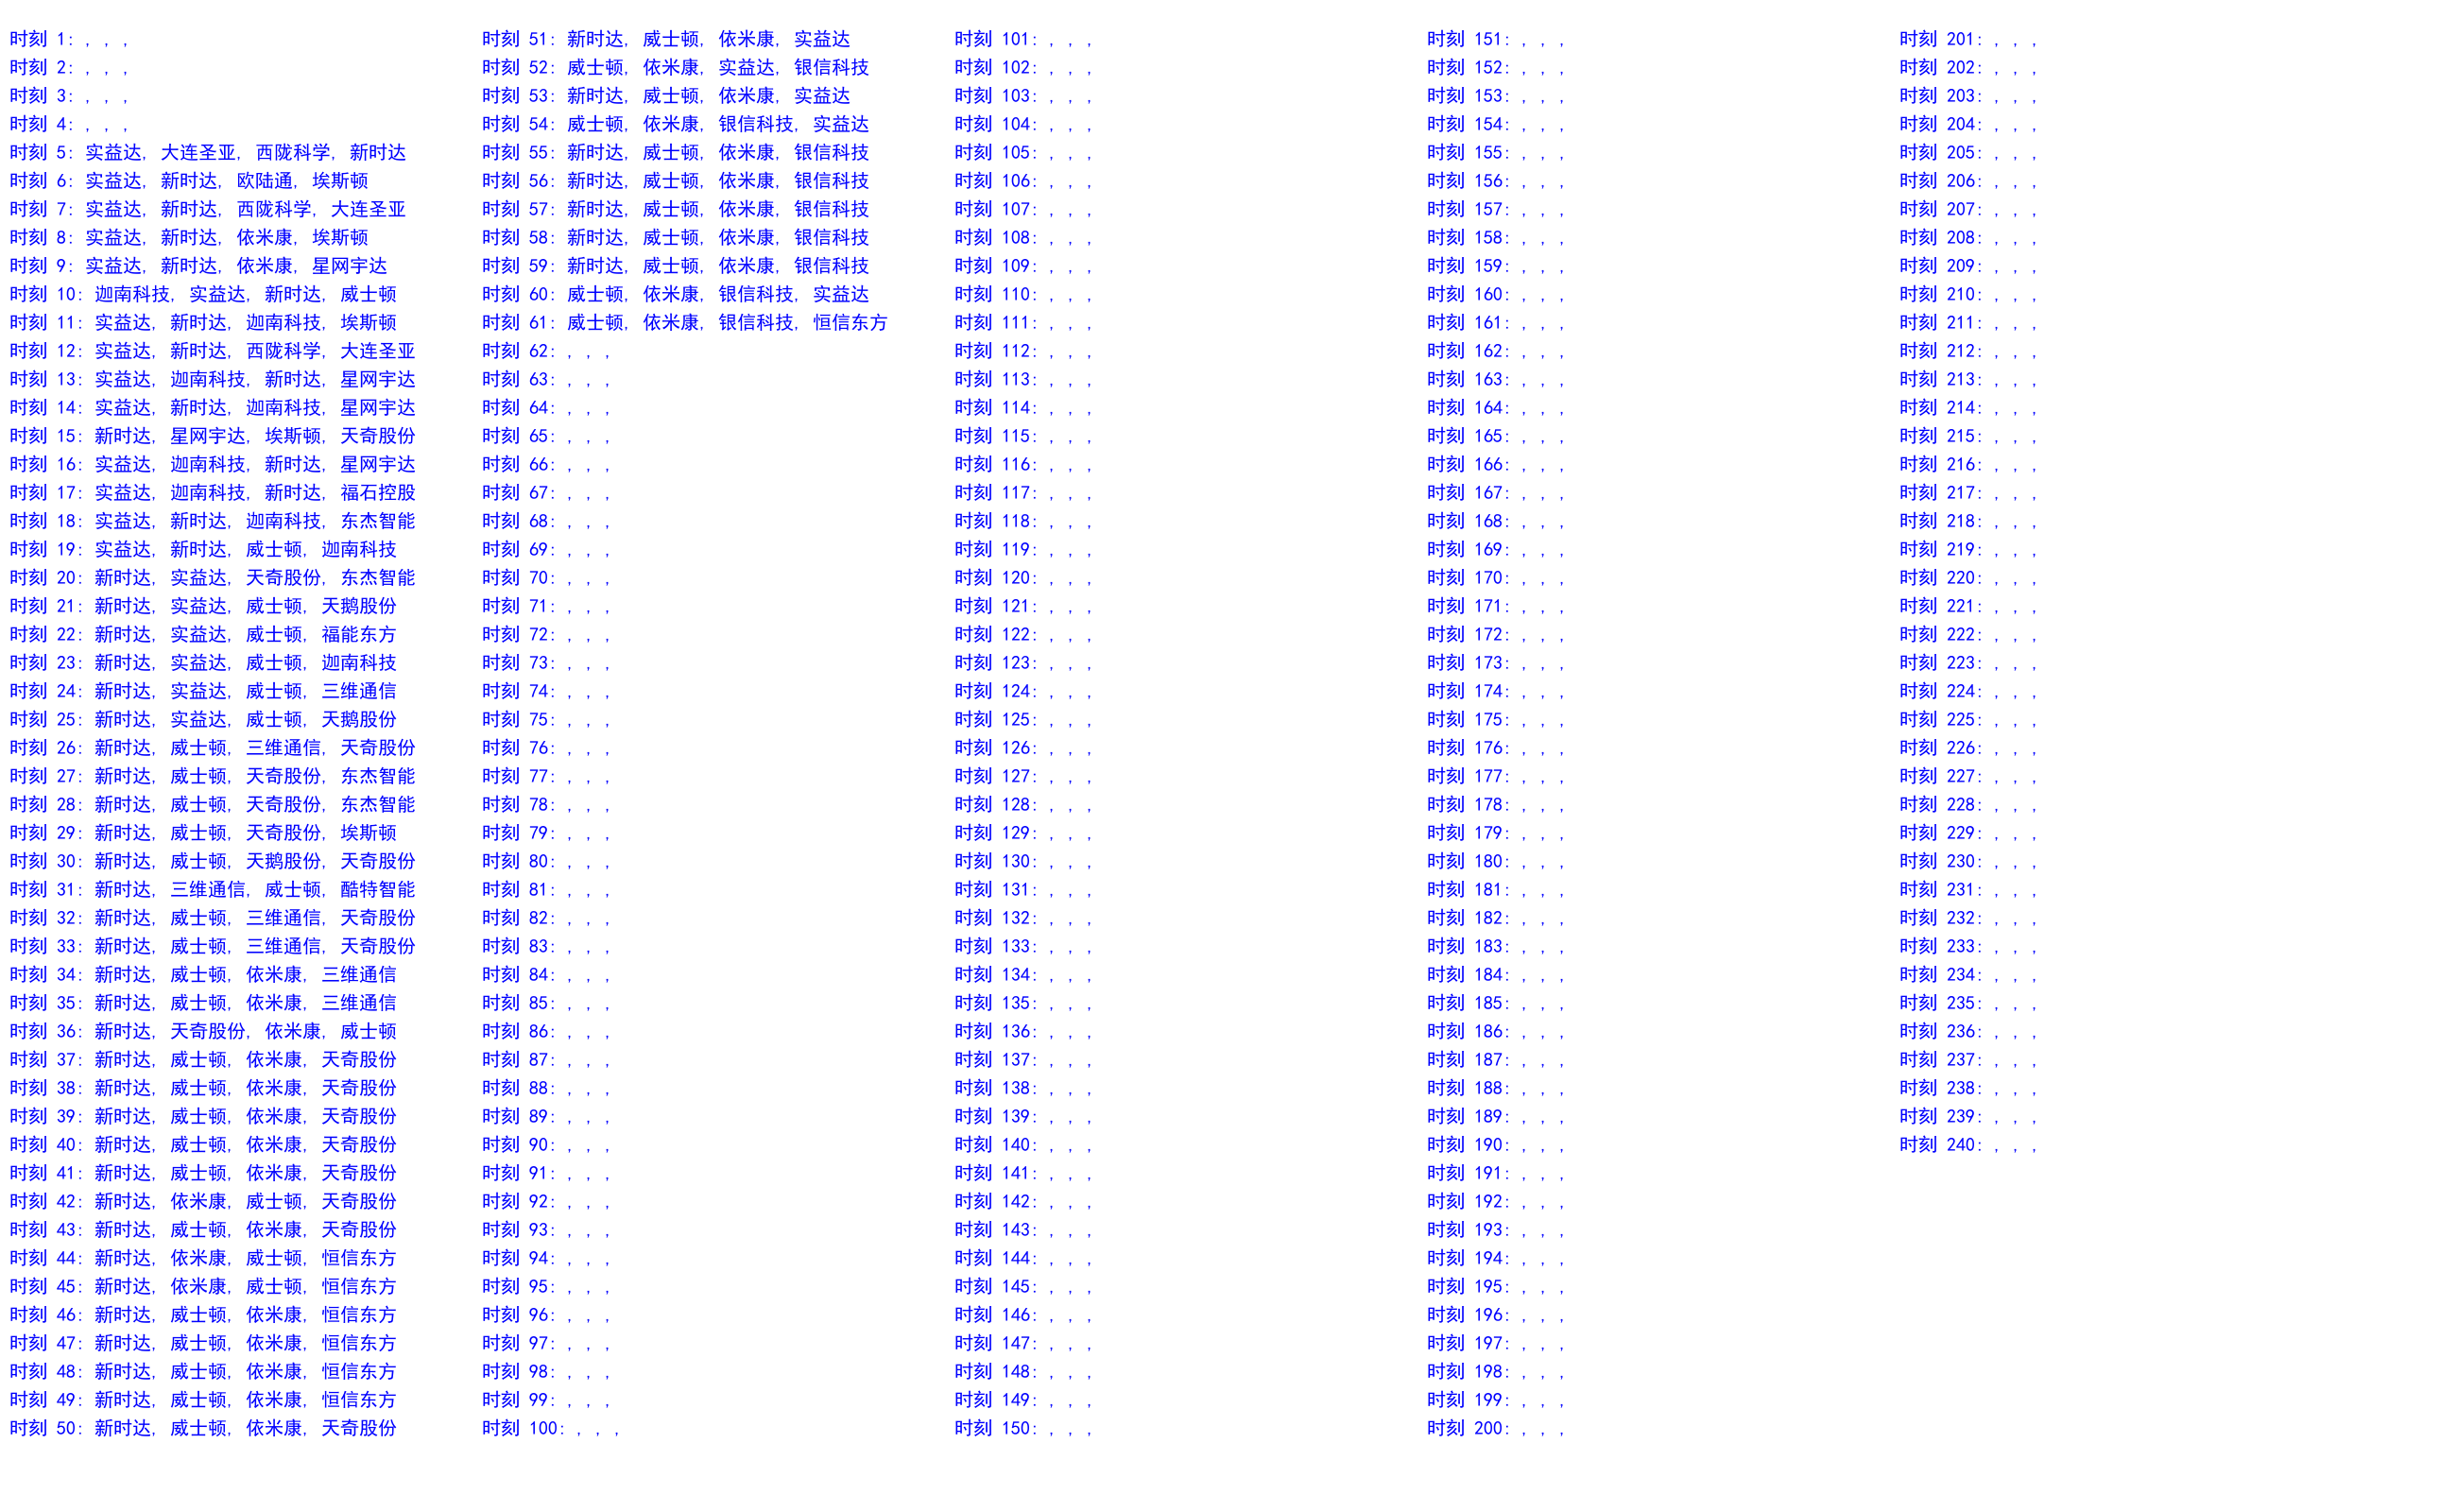 时刻 1: , , ,
时刻 2: , , ,
时刻 3: , , ,
时刻 4: , , ,
时刻 5: 实益达, 大连圣亚, 西陇科学, 新时达
时刻 6: 实益达, 新时达, 欧陆通, 埃斯顿
时刻 7: 实益达, 新时达, 西陇科学, 大连圣亚
时刻 8: 实益达, 新时达, 依米康, 埃斯顿
时刻 9: 实益达, 新时达, 依米康, 星网宇达
时刻 10: 迦南科技, 实益达, 新时达, 威士顿
时刻 11: 实益达, 新时达, 迦南科技, 埃斯顿
时刻 12: 实益达, 新时达, 西陇科学, 大连圣亚
时刻 13: 实益达, 迦南科技, 新时达, 星网宇达
时刻 14: 实益达, 新时达, 迦南科技, 星网宇达
时刻 15: 新时达, 星网宇达, 埃斯顿, 天奇股份
时刻 16: 实益达, 迦南科技, 新时达, 星网宇达
时刻 17: 实益达, 迦南科技, 新时达, 福石控股
时刻 18: 实益达, 新时达, 迦南科技, 东杰智能
时刻 19: 实益达, 新时达, 威士顿, 迦南科技
时刻 20: 新时达, 实益达, 天奇股份, 东杰智能
时刻 21: 新时达, 实益达, 威士顿, 天鹅股份
时刻 22: 新时达, 实益达, 威士顿, 福能东方
时刻 23: 新时达, 实益达, 威士顿, 迦南科技
时刻 24: 新时达, 实益达, 威士顿, 三维通信
时刻 25: 新时达, 实益达, 威士顿, 天鹅股份
时刻 26: 新时达, 威士顿, 三维通信, 天奇股份
时刻 27: 新时达, 威士顿, 天奇股份, 东杰智能
时刻 28: 新时达, 威士顿, 天奇股份, 东杰智能
时刻 29: 新时达, 威士顿, 天奇股份, 埃斯顿
时刻 30: 新时达, 威士顿, 天鹅股份, 天奇股份
时刻 31: 新时达, 三维通信, 威士顿, 酷特智能
时刻 32: 新时达, 威士顿, 三维通信, 天奇股份
时刻 33: 新时达, 威士顿, 三维通信, 天奇股份
时刻 34: 新时达, 威士顿, 依米康, 三维通信
时刻 35: 新时达, 威士顿, 依米康, 三维通信
时刻 36: 新时达, 天奇股份, 依米康, 威士顿
时刻 37: 新时达, 威士顿, 依米康, 天奇股份
时刻 38: 新时达, 威士顿, 依米康, 天奇股份
时刻 39: 新时达, 威士顿, 依米康, 天奇股份
时刻 40: 新时达, 威士顿, 依米康, 天奇股份
时刻 41: 新时达, 威士顿, 依米康, 天奇股份
时刻 42: 新时达, 依米康, 威士顿, 天奇股份
时刻 43: 新时达, 威士顿, 依米康, 天奇股份
时刻 44: 新时达, 依米康, 威士顿, 恒信东方
时刻 45: 新时达, 依米康, 威士顿, 恒信东方
时刻 46: 新时达, 威士顿, 依米康, 恒信东方
时刻 47: 新时达, 威士顿, 依米康, 恒信东方
时刻 48: 新时达, 威士顿, 依米康, 恒信东方
时刻 49: 新时达, 威士顿, 依米康, 恒信东方
时刻 50: 新时达, 威士顿, 依米康, 天奇股份
时刻 51: 新时达, 威士顿, 依米康, 实益达
时刻 52: 威士顿, 依米康, 实益达, 银信科技
时刻 53: 新时达, 威士顿, 依米康, 实益达
时刻 54: 威士顿, 依米康, 银信科技, 实益达
时刻 55: 新时达, 威士顿, 依米康, 银信科技
时刻 56: 新时达, 威士顿, 依米康, 银信科技
时刻 57: 新时达, 威士顿, 依米康, 银信科技
时刻 58: 新时达, 威士顿, 依米康, 银信科技
时刻 59: 新时达, 威士顿, 依米康, 银信科技
时刻 60: 威士顿, 依米康, 银信科技, 实益达
时刻 61: 威士顿, 依米康, 银信科技, 恒信东方
时刻 62: , , ,
时刻 63: , , ,
时刻 64: , , ,
时刻 65: , , ,
时刻 66: , , ,
时刻 67: , , ,
时刻 68: , , ,
时刻 69: , , ,
时刻 70: , , ,
时刻 71: , , ,
时刻 72: , , ,
时刻 73: , , ,
时刻 74: , , ,
时刻 75: , , ,
时刻 76: , , ,
时刻 77: , , ,
时刻 78: , , ,
时刻 79: , , ,
时刻 80: , , ,
时刻 81: , , ,
时刻 82: , , ,
时刻 83: , , ,
时刻 84: , , ,
时刻 85: , , ,
时刻 86: , , ,
时刻 87: , , ,
时刻 88: , , ,
时刻 89: , , ,
时刻 90: , , ,
时刻 91: , , ,
时刻 92: , , ,
时刻 93: , , ,
时刻 94: , , ,
时刻 95: , , ,
时刻 96: , , ,
时刻 97: , , ,
时刻 98: , , ,
时刻 99: , , ,
时刻 100: , , ,
时刻 101: , , ,
时刻 102: , , ,
时刻 103: , , ,
时刻 104: , , ,
时刻 105: , , ,
时刻 106: , , ,
时刻 107: , , ,
时刻 108: , , ,
时刻 109: , , ,
时刻 110: , , ,
时刻 111: , , ,
时刻 112: , , ,
时刻 113: , , ,
时刻 114: , , ,
时刻 115: , , ,
时刻 116: , , ,
时刻 117: , , ,
时刻 118: , , ,
时刻 119: , , ,
时刻 120: , , ,
时刻 121: , , ,
时刻 122: , , ,
时刻 123: , , ,
时刻 124: , , ,
时刻 125: , , ,
时刻 126: , , ,
时刻 127: , , ,
时刻 128: , , ,
时刻 129: , , ,
时刻 130: , , ,
时刻 131: , , ,
时刻 132: , , ,
时刻 133: , , ,
时刻 134: , , ,
时刻 135: , , ,
时刻 136: , , ,
时刻 137: , , ,
时刻 138: , , ,
时刻 139: , , ,
时刻 140: , , ,
时刻 141: , , ,
时刻 142: , , ,
时刻 143: , , ,
时刻 144: , , ,
时刻 145: , , ,
时刻 146: , , ,
时刻 147: , , ,
时刻 148: , , ,
时刻 149: , , ,
时刻 150: , , ,
时刻 151: , , ,
时刻 152: , , ,
时刻 153: , , ,
时刻 154: , , ,
时刻 155: , , ,
时刻 156: , , ,
时刻 157: , , ,
时刻 158: , , ,
时刻 159: , , ,
时刻 160: , , ,
时刻 161: , , ,
时刻 162: , , ,
时刻 163: , , ,
时刻 164: , , ,
时刻 165: , , ,
时刻 166: , , ,
时刻 167: , , ,
时刻 168: , , ,
时刻 169: , , ,
时刻 170: , , ,
时刻 171: , , ,
时刻 172: , , ,
时刻 173: , , ,
时刻 174: , , ,
时刻 175: , , ,
时刻 176: , , ,
时刻 177: , , ,
时刻 178: , , ,
时刻 179: , , ,
时刻 180: , , ,
时刻 181: , , ,
时刻 182: , , ,
时刻 183: , , ,
时刻 184: , , ,
时刻 185: , , ,
时刻 186: , , ,
时刻 187: , , ,
时刻 188: , , ,
时刻 189: , , ,
时刻 190: , , ,
时刻 191: , , ,
时刻 192: , , ,
时刻 193: , , ,
时刻 194: , , ,
时刻 195: , , ,
时刻 196: , , ,
时刻 197: , , ,
时刻 198: , , ,
时刻 199: , , ,
时刻 200: , , ,
时刻 201: , , ,
时刻 202: , , ,
时刻 203: , , ,
时刻 204: , , ,
时刻 205: , , ,
时刻 206: , , ,
时刻 207: , , ,
时刻 208: , , ,
时刻 209: , , ,
时刻 210: , , ,
时刻 211: , , ,
时刻 212: , , ,
时刻 213: , , ,
时刻 214: , , ,
时刻 215: , , ,
时刻 216: , , ,
时刻 217: , , ,
时刻 218: , , ,
时刻 219: , , ,
时刻 220: , , ,
时刻 221: , , ,
时刻 222: , , ,
时刻 223: , , ,
时刻 224: , , ,
时刻 225: , , ,
时刻 226: , , ,
时刻 227: , , ,
时刻 228: , , ,
时刻 229: , , ,
时刻 230: , , ,
时刻 231: , , ,
时刻 232: , , ,
时刻 233: , , ,
时刻 234: , , ,
时刻 235: , , ,
时刻 236: , , ,
时刻 237: , , ,
时刻 238: , , ,
时刻 239: , , ,
时刻 240: , , ,